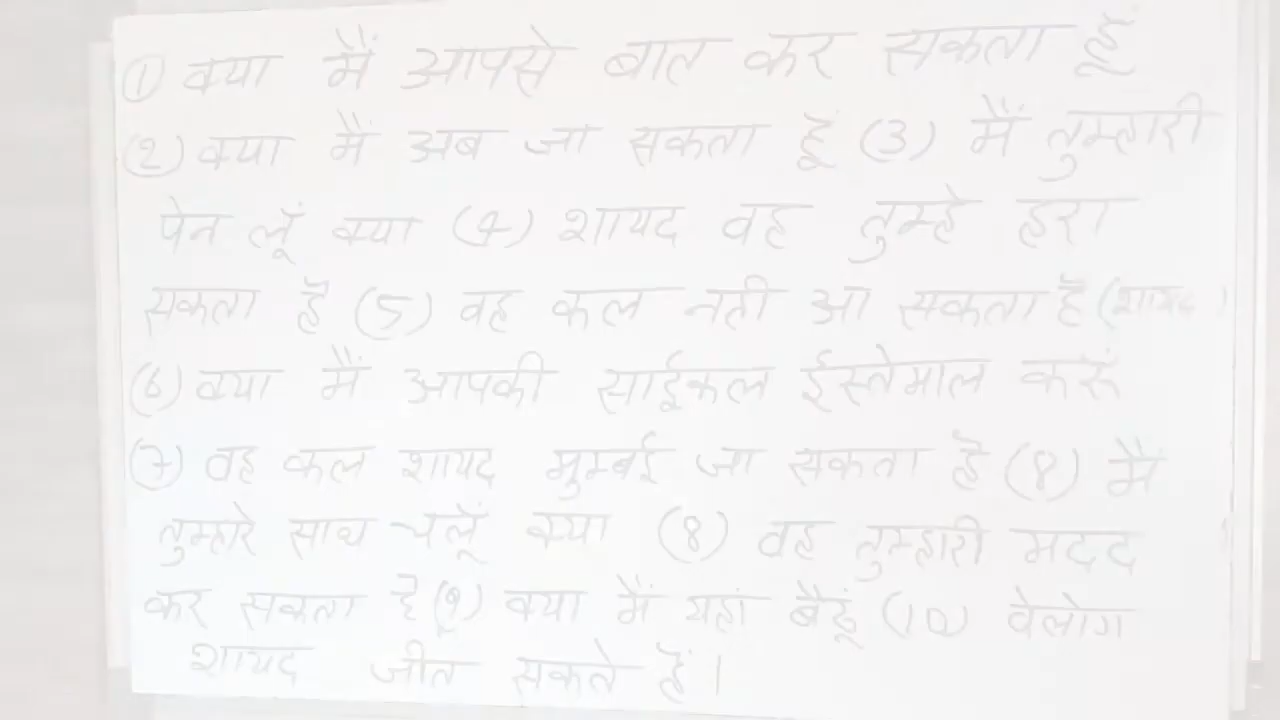 ① क्या मैं आपसे बात कर सकता हूँ
(2) क्या मैं अब जा सकता हूँ (3) मैं तुम्हारी
पेन लूँ क्या (4) शायद वह तुम्हे हरा
सकता है (5) वह कल नही आ सकता है (शायद)
(6) क्या मैं आपकी साईकल ईस्तेमाल करूं
(7) वह कल शायद मुम्बई जा सकता है (8) मैं
तुम्हारे साथ चलूँ क्या (8) वह तुम्हारी मदद
कर सकता है (9) क्या मैं यहां बैठूं (10) वेलोग
शायद जीत सकते हैं।